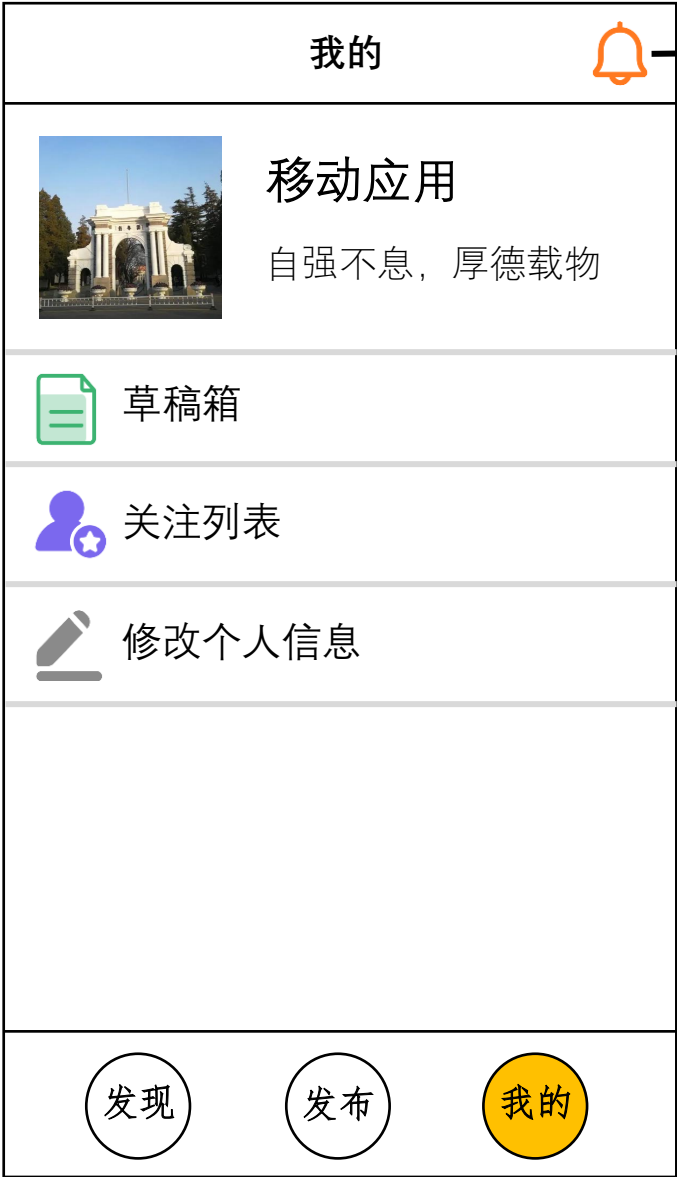 我的
移动应用
自强不息，厚德载物
草稿箱
关注列表
修改个人信息
发现
发布
我的